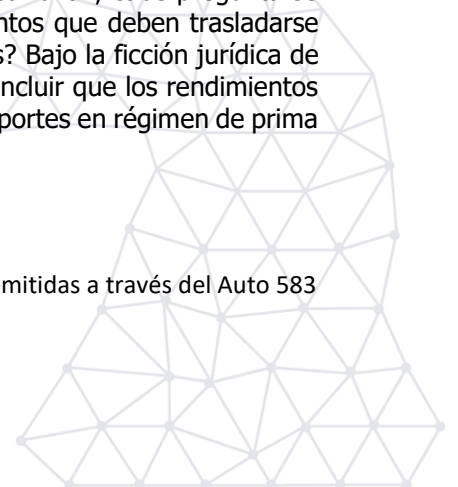 ntos que deben trasladarse
s? Bajo la ficción jurídica de
ncluir que los rendimientos
portes en régimen de prima
mitidas a través del Auto 583